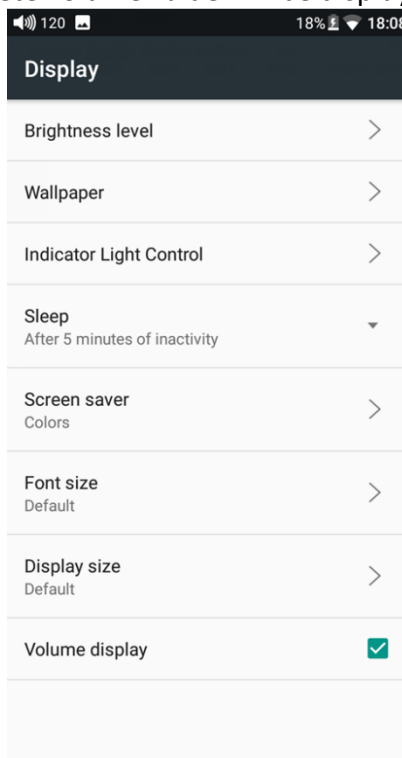 120 18% 18:08
Display
Brightness level
Wallpaper
Indicator Light Control
Sleep
After 5 minutes of inactivity
Screen saver
Colors
Font size
Default
Display size
Default
Volume display